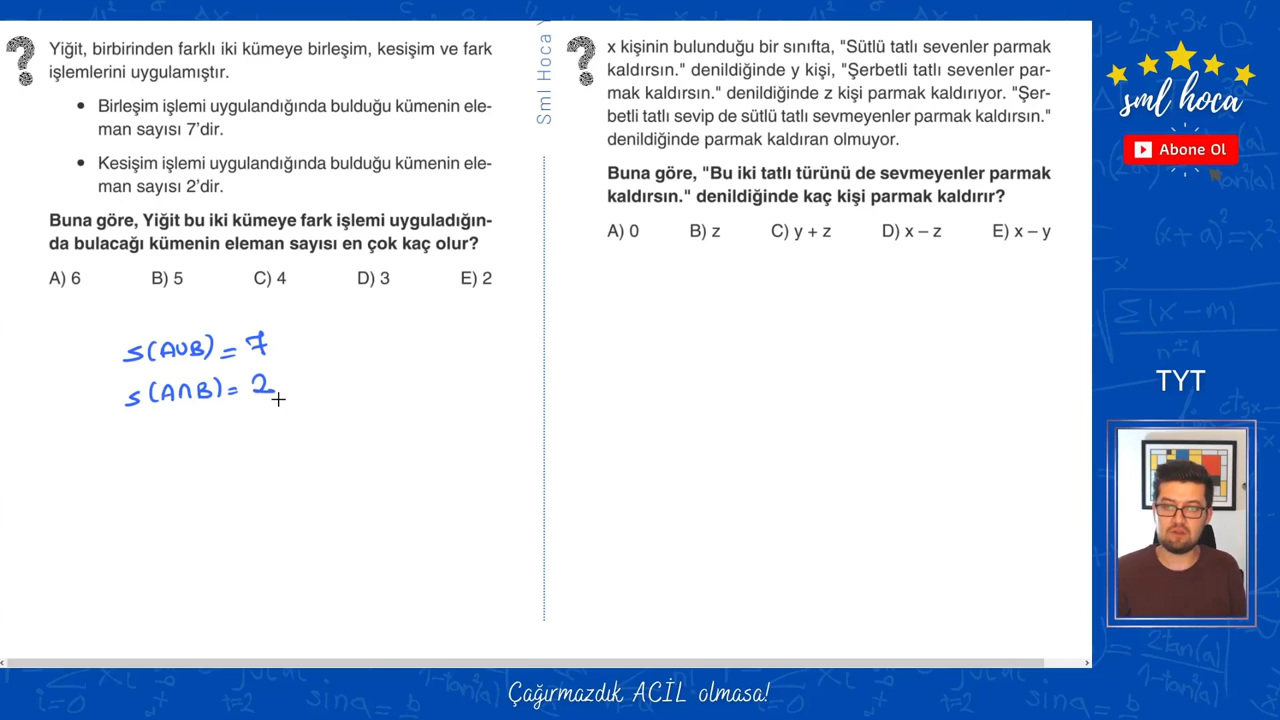 Yiğit, birbirinden farklı iki kümeye birleşim, kesişim ve fark
işlemlerini uygulamıştır.
• Birleşim işlemi uygulandığında bulduğu kümenin ele-
man sayısı 7'dir.
• Kesişim işlemi uygulandığında bulduğu kümenin ele-
man sayısı 2'dir.
Buna göre, Yiğit bu iki kümeye fark işlemi uyguladığın-
da bulacağı kümenin eleman sayısı en çok kaç olur?
A) 6 B) 5 C) 4 D) 3 E) 2
s(A∪B) = 7
s(A∩B) = 2
Sml Hoca
x kişinin bulunduğu bir sınıfta, "Sütlü tatlı sevenler parmak
kaldırsın." denildiğinde y kişi, "Şerbetli tatlı sevenler par-
mak kaldırsın." denildiğinde z kişi parmak kaldırıyor. "Şer-
betli tatlı sevip de sütlü tatlı sevmeyenler parmak kaldırsın."
denildiğinde parmak kaldıran olmuyor.
Buna göre, "Bu iki tatlı türünü de sevmeyenler parmak
kaldırsın." denildiğinde kaç kişi parmak kaldırır?
A) 0 B) z C) y + z D) x – z E) x – y
sml hoca
Abone Ol
TYT
Çağırmazdık ACİL olmasa!